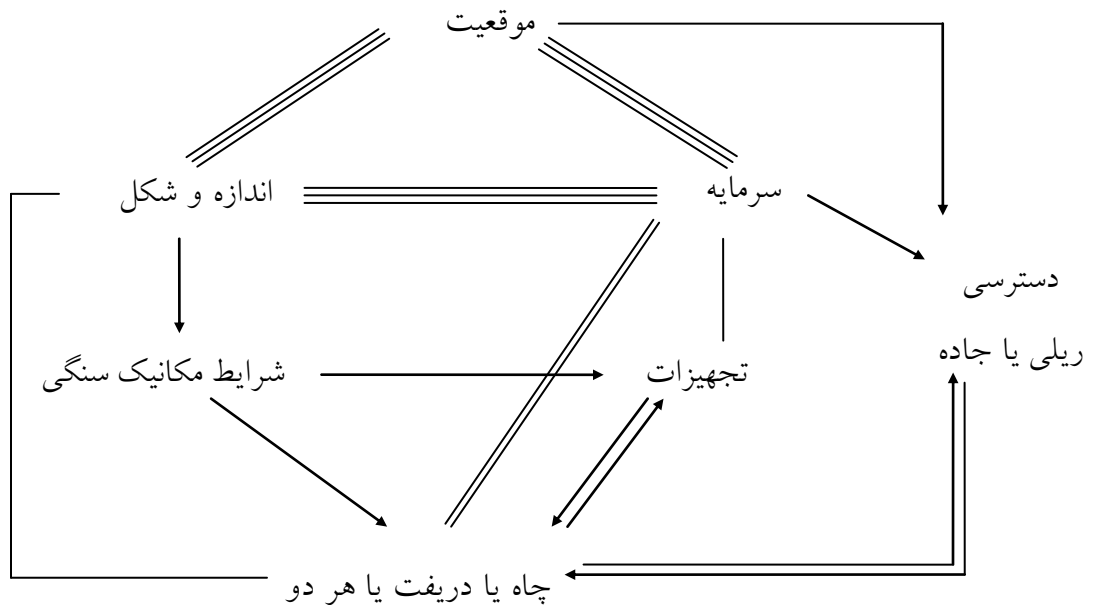 موقعیت
سرمایه
اندازه و شکل
دسترسی
ریلی یا جاده
تجهیزات
شرایط مکانیک سنگی
چاه یا دریفت یا هر دو